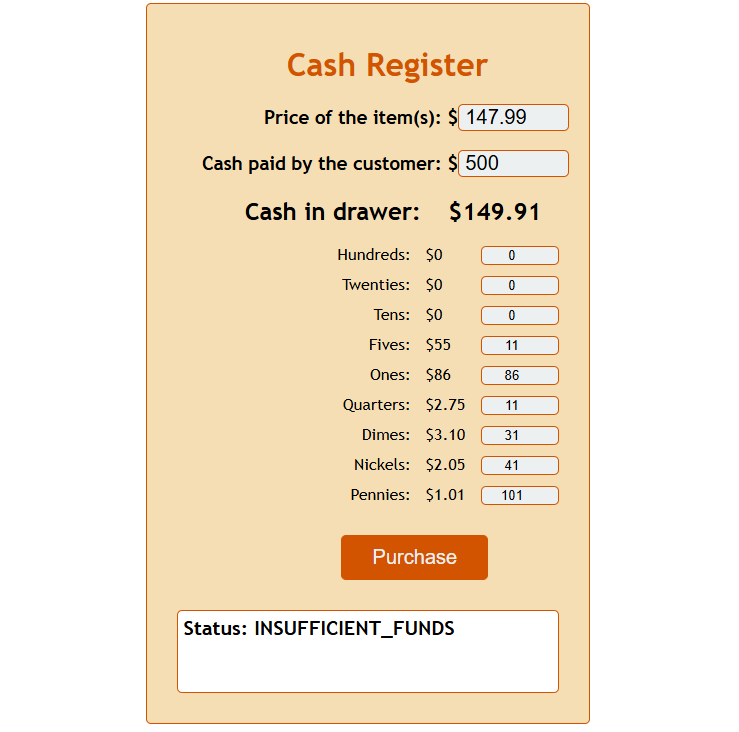 Cash Register
Price of the item(s): $ 147.99
Cash paid by the customer: $ 500
Cash in drawer: $149.91
Hundreds: $0 0
Twenties: $0 0
Tens: $0 0
Fives: $55 11
Ones: $86 86
Quarters: $2.75 11
Dimes: $3.10 31
Nickels: $2.05 41
Pennies: $1.01 101
Purchase
Status: INSUFFICIENT_FUNDS